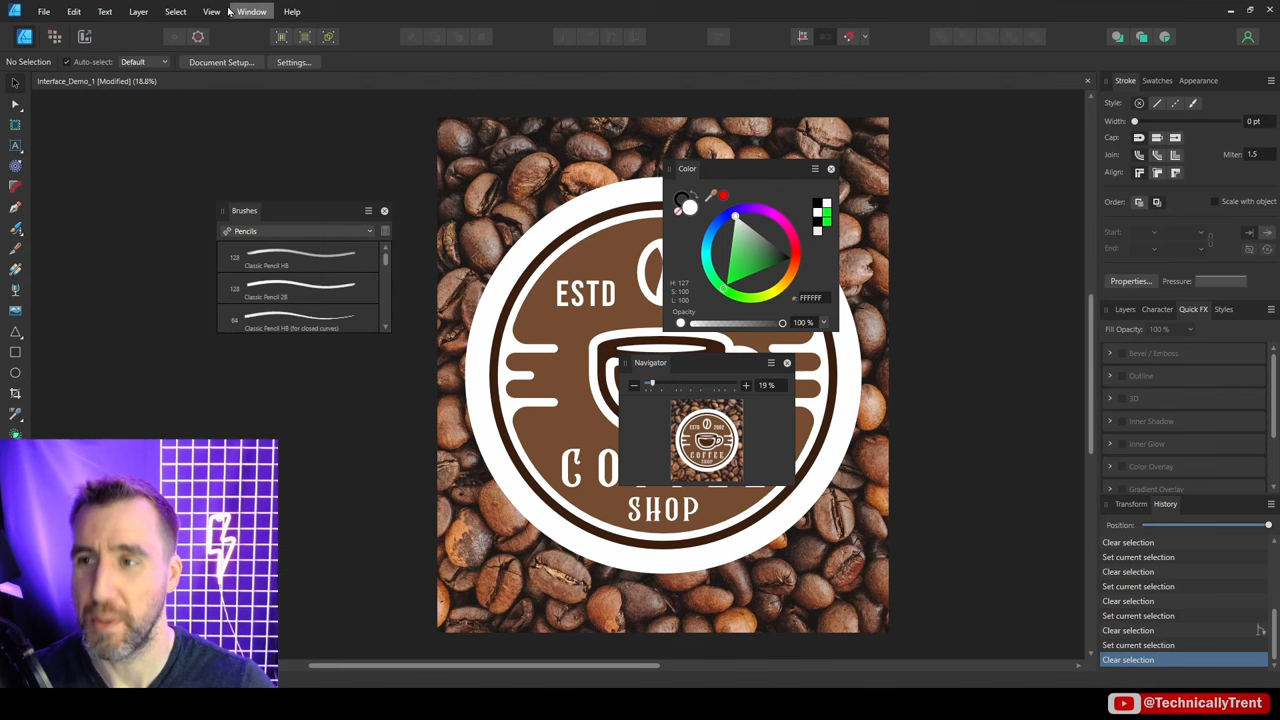 File Edit Text Layer Select View Window Help
No Selection Auto-select: Default Document Setup... Settings...
Interface_Demo_1 [Modified] (18.8%)
Stroke Swatches Appearance
Style:
Width: 0 pt
Cap:
Join: Miter: 1.5
Align:
Order: Scale with object
Start:
End:
Properties... Pressure:
Layers Character Quick FX Styles
Fill Opacity: 100 %
Bevel / Emboss
Outline
3D
Inner Shadow
Inner Glow
Color Overlay
Gradient Overlay
Transform History
Position:
Clear selection
Set current selection
Clear selection
Set current selection
Clear selection
Set current selection
Clear selection
Set current selection
Clear selection
Brushes
Pencils
128 Classic Pencil HB
128 Classic Pencil 2B
64 Classic Pencil HB (for closed curves)
Color
H: 127
S: 100
L: 100
#: FFFFFF
Opacity
100 %
Navigator
19 %
ESTD 2002
COFFEE
SHOP
ESTD
CO
SHOP
@TechnicallyTrent